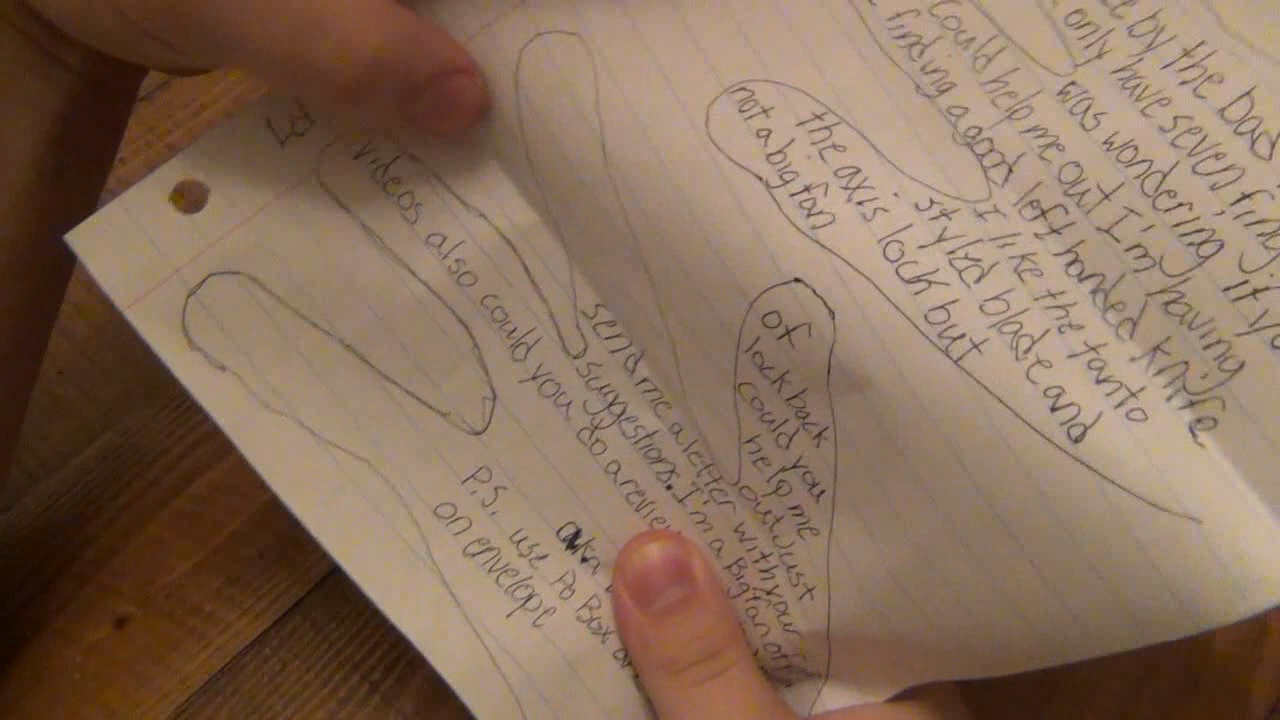 by the bad
only have seven
was wondering if
could help me out I'm having
finding a good left handed knife
I like the tanto
styled blade and
the axis lock but
not a big fan
of
lock back
could you
help me
out Just
send me a letter with your
suggestions. I'm a Big fan of
videos also could you do a
aka
P.S. use Po Box
on envelope